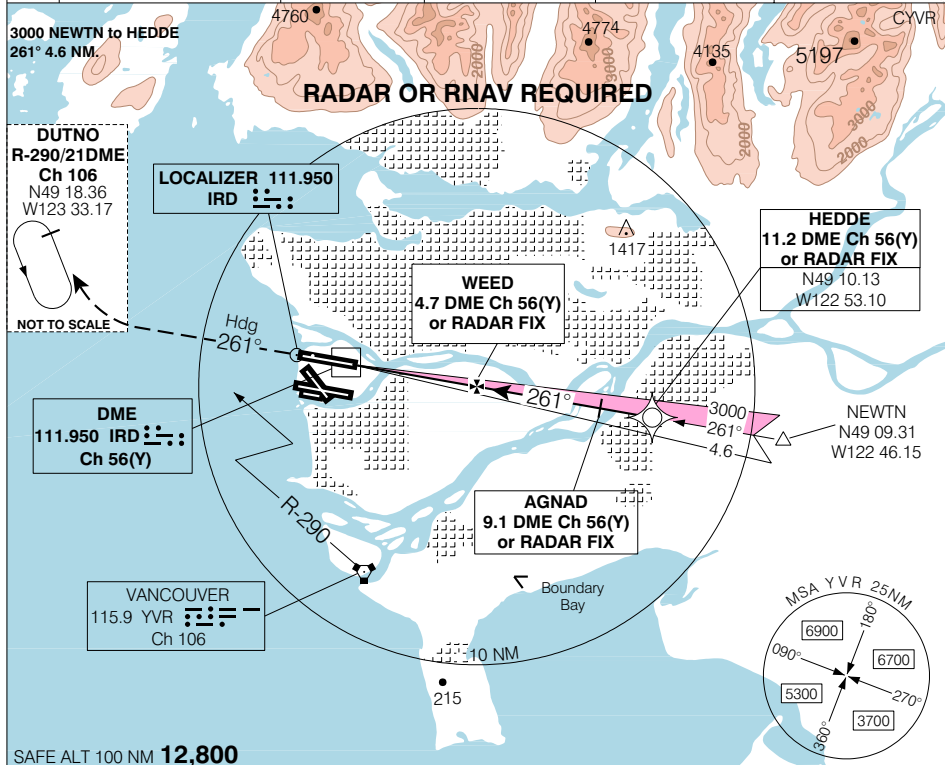 4760
4774
4135
5197
CYVR
3000 NEWTN to HEDDE
261° 4.6 NM.
2000
3000
2000
3000
2000
RADAR OR RNAV REQUIRED
DUTNO
R-290/21DME
Ch 106
N49 18.36
W123 33.17
NOT TO SCALE
LOCALIZER 111.950
IRD
1417
HEDDE
11.2 DME Ch 56(Y)
or RADAR FIX
N49 10.13
W122 53.10
WEED
4.7 DME Ch 56(Y)
or RADAR FIX
Hdg
261°
261°
3000
261°
4.6
NEWTN
N49 09.31
W122 46.15
DME
111.950 IRD
Ch 56(Y)
AGNAD
9.1 DME Ch 56(Y)
or RADAR FIX
R-290
VANCOUVER
115.9 YVR
Ch 106
Boundary
Bay
10 NM
215
MSA YVR 25NM
180°
6900
090°
6700
5300
270°
3700
360°
SAFE ALT 100 NM 12,800